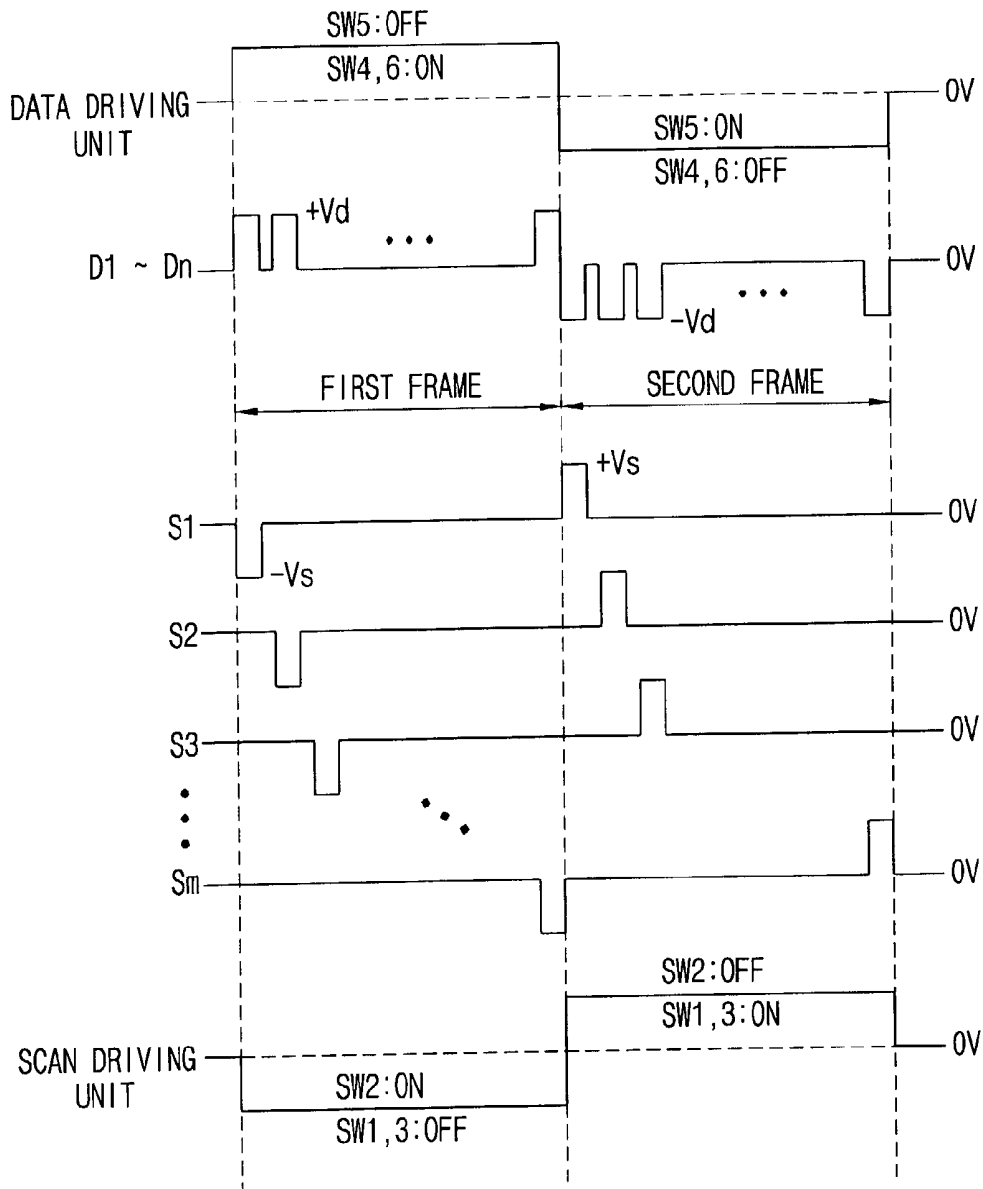 SW5:OFF
SW4,6:ON
DATA DRIVING
UNIT
0V
SW5:ON
SW4,6:OFF
+Vd
D1 ~ Dn
0V
-Vd
FIRST FRAME
SECOND FRAME
+Vs
S1
0V
-Vs
S2
0V
S3
0V
Sm
0V
SW2:OFF
SW1,3:ON
SCAN DRIVING
UNIT
0V
SW2:ON
SW1,3:OFF